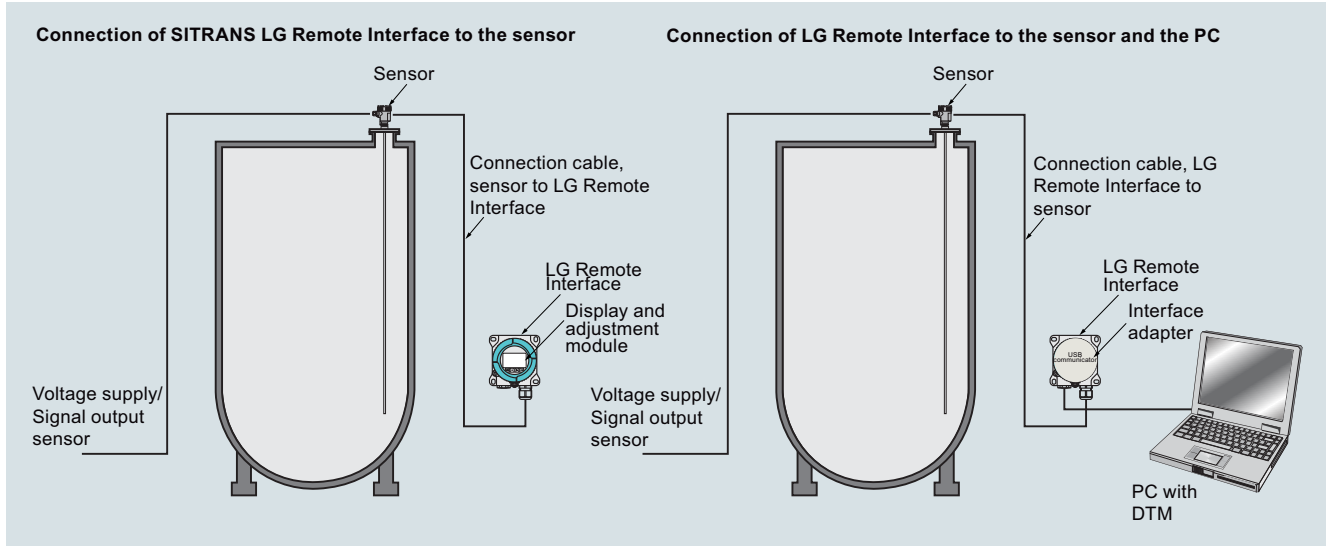 Connection of SITRANS LG Remote Interface to the sensor
Sensor
Connection cable,
sensor to LG Remote
Interface
LG Remote
Interface
Display and
adjustment
module
Voltage supply/
Signal output
sensor
Connection of LG Remote Interface to the sensor and the PC
Sensor
Connection cable, LG
Remote Interface to
sensor
LG Remote
Interface
Interface
adapter
USB
communicator
Voltage supply/
Signal output
sensor
PC with
DTM